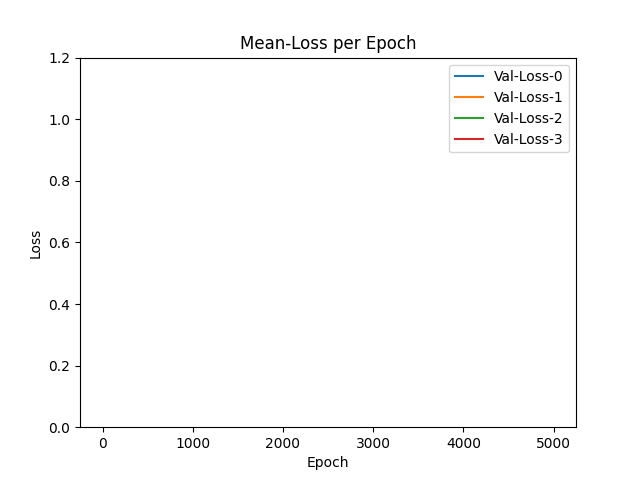 Mean-Loss per Epoch
1.2
1.0
0.8
0.6
0.4
0.2
0.0
Loss
Val-Loss-0
Val-Loss-1
Val-Loss-2
Val-Loss-3
0 1000 2000 3000 4000 5000
Epoch